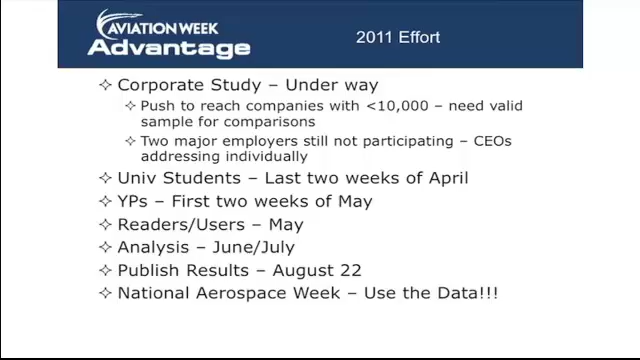 AVIATION WEEK
Advantage
2011 Effort
Corporate Study – Under way
Push to reach companies with <10,000 – need valid
sample for comparisons
Two major employers still not participating – CEOs
addressing individually
Univ Students – Last two weeks of April
YPs – First two weeks of May
Readers/Users – May
Analysis – June/July
Publish Results – August 22
National Aerospace Week – Use the Data!!!